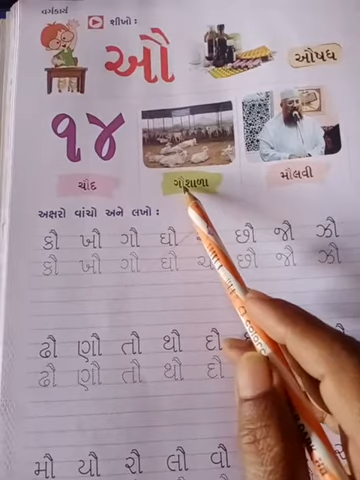 વર્ગકાર્ય
શીખો :
ઔ
ઔષધ
૧૪
ચૌદ
ગૌશાળા
મૌલવી
અક્ષરો વાંચો અને લખો :
કૌ ખૌ ગૌ ઘૌ છૌ જૌ ઝૌ
કૌ ખૌ ગૌ ઘૌ ચૌ છૌ જૌ ઝૌ
ઢૌ ણૌ તૌ થૌ દૌ
ઢૌ ણૌ તૌ થૌ દૌ
મૌ યૌ રૌ લૌ વૌ